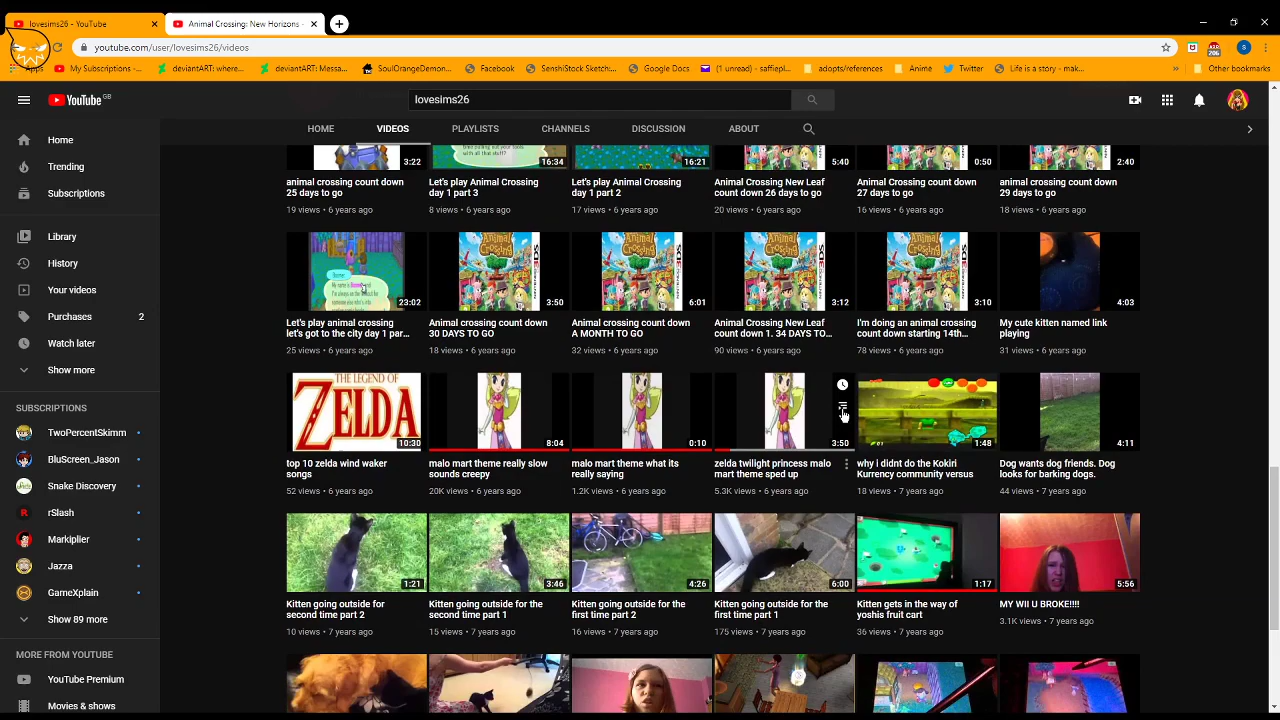 lovesims26 - YouTube
Animal Crossing: New Horizons -
youtube.com/user/lovesims26/videos
Apps
My Subscriptions -...
deviantART: where...
deviantART: Messa...
SoulOrangeDemon...
Facebook
SenshiStock Sketch:...
Google Docs
(1 unread) - saffiepl...
adopts/references
Anime
Twitter
Life is a story - mak...
Other bookmarks
YouTube GB
lovesims26
HOME VIDEOS PLAYLISTS CHANNELS DISCUSSION ABOUT
Home
Trending
Subscriptions
Library
History
Your videos
Purchases 2
Watch later
Show more
SUBSCRIPTIONS
TwoPercentSkimm
BluScreen_Jason
Snake Discovery
rSlash
Markiplier
Jazza
GameXplain
Show 89 more
MORE FROM YOUTUBE
YouTube Premium
Movies & shows
3:22
animal crossing count down
25 days to go
19 views • 6 years ago
16:34
Let's play Animal Crossing
day 1 part 3
8 views • 6 years ago
16:21
Let's play Animal Crossing
day 1 part 2
17 views • 6 years ago
5:40
Animal Crossing New Leaf
count down 26 days to go
20 views • 6 years ago
0:50
Animal Crossing count down
27 days to go
16 views • 6 years ago
2:40
animal crossing count down
29 days to go
18 views • 6 years ago
23:02
Let's play animal crossing
let's got to the city day 1 par...
25 views • 6 years ago
Animal Crossing
3:50
Animal crossing count down
30 DAYS TO GO
18 views • 6 years ago
Animal Crossing
6:01
Animal crossing count down
A MONTH TO GO
32 views • 6 years ago
Animal Crossing
3:12
Animal Crossing New Leaf
count down 1. 34 DAYS TO...
90 views • 6 years ago
Animal Crossing
3:10
I'm doing an animal crossing
count down starting 14th...
78 views • 6 years ago
4:03
My cute kitten named link
playing
31 views • 6 years ago
THE LEGEND OF
ZELDA
10:30
top 10 zelda wind waker
songs
52 views • 6 years ago
8:04
malo mart theme really slow
sounds creepy
20K views • 6 years ago
0:10
malo mart theme what its
really saying
1.2K views • 6 years ago
3:50
zelda twilight princess malo
mart theme sped up
5.3K views • 6 years ago
1:48
why i didnt do the Kokiri
Kurrency community versus
18 views • 7 years ago
4:11
Dog wants dog friends. Dog
looks for barking dogs.
44 views • 7 years ago
1:21
Kitten going outside for
second time part 2
10 views • 7 years ago
3:46
Kitten going outside for the
second time part 1
15 views • 7 years ago
4:26
Kitten going outside for the
first time part 2
16 views • 7 years ago
6:00
Kitten going outside for the
first time part 1
175 views • 7 years ago
1:17
Kitten gets in the way of
yoshis fruit cart
36 views • 7 years ago
5:56
MY WII U BROKE!!!!
3.1K views • 7 years ago